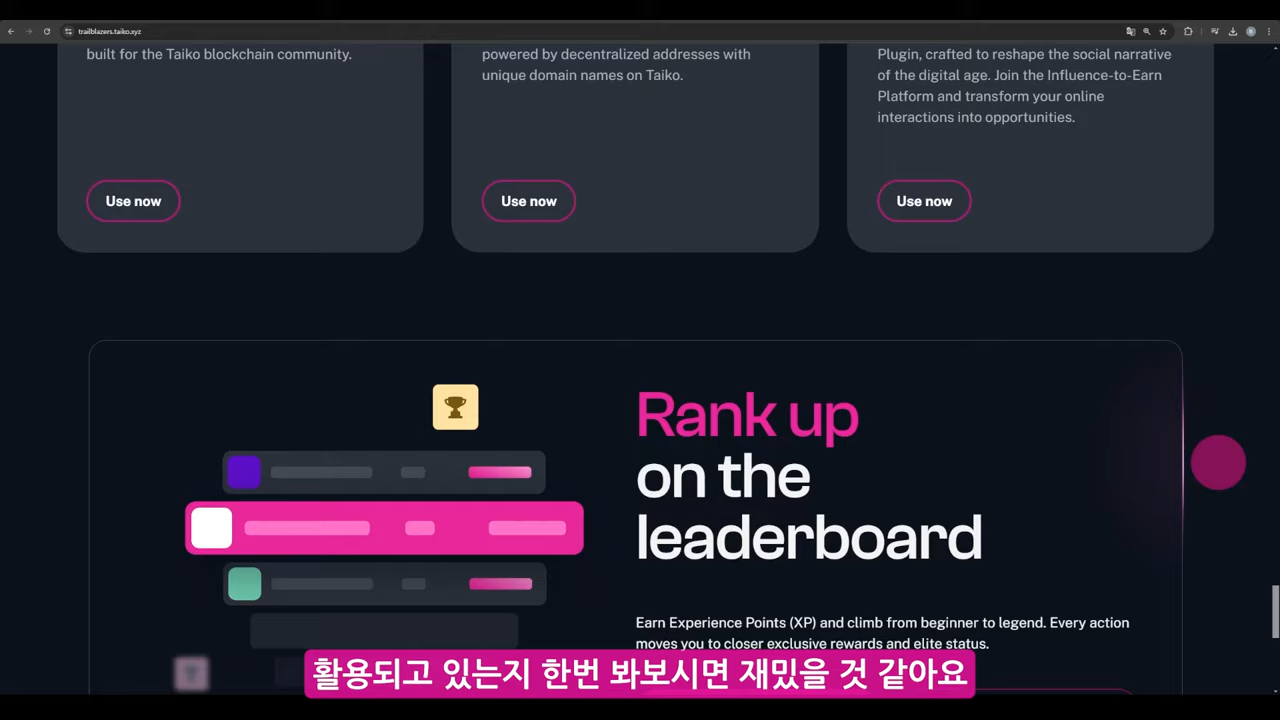 trailblazers.taiko.xyz
built for the Taiko blockchain community.
powered by decentralized addresses with
unique domain names on Taiko.
Plugin, crafted to reshape the social narrative
of the digital age. Join the Influence-to-Earn
Platform and transform your online
interactions into opportunities.
Use now
Use now
Use now
Rank up
on the
leaderboard
Earn Experience Points (XP) and climb from beginner to legend. Every action
moves you to closer exclusive rewards and elite status.
활용되고 있는지 한번 봐보시면 재밌을 것 같아요